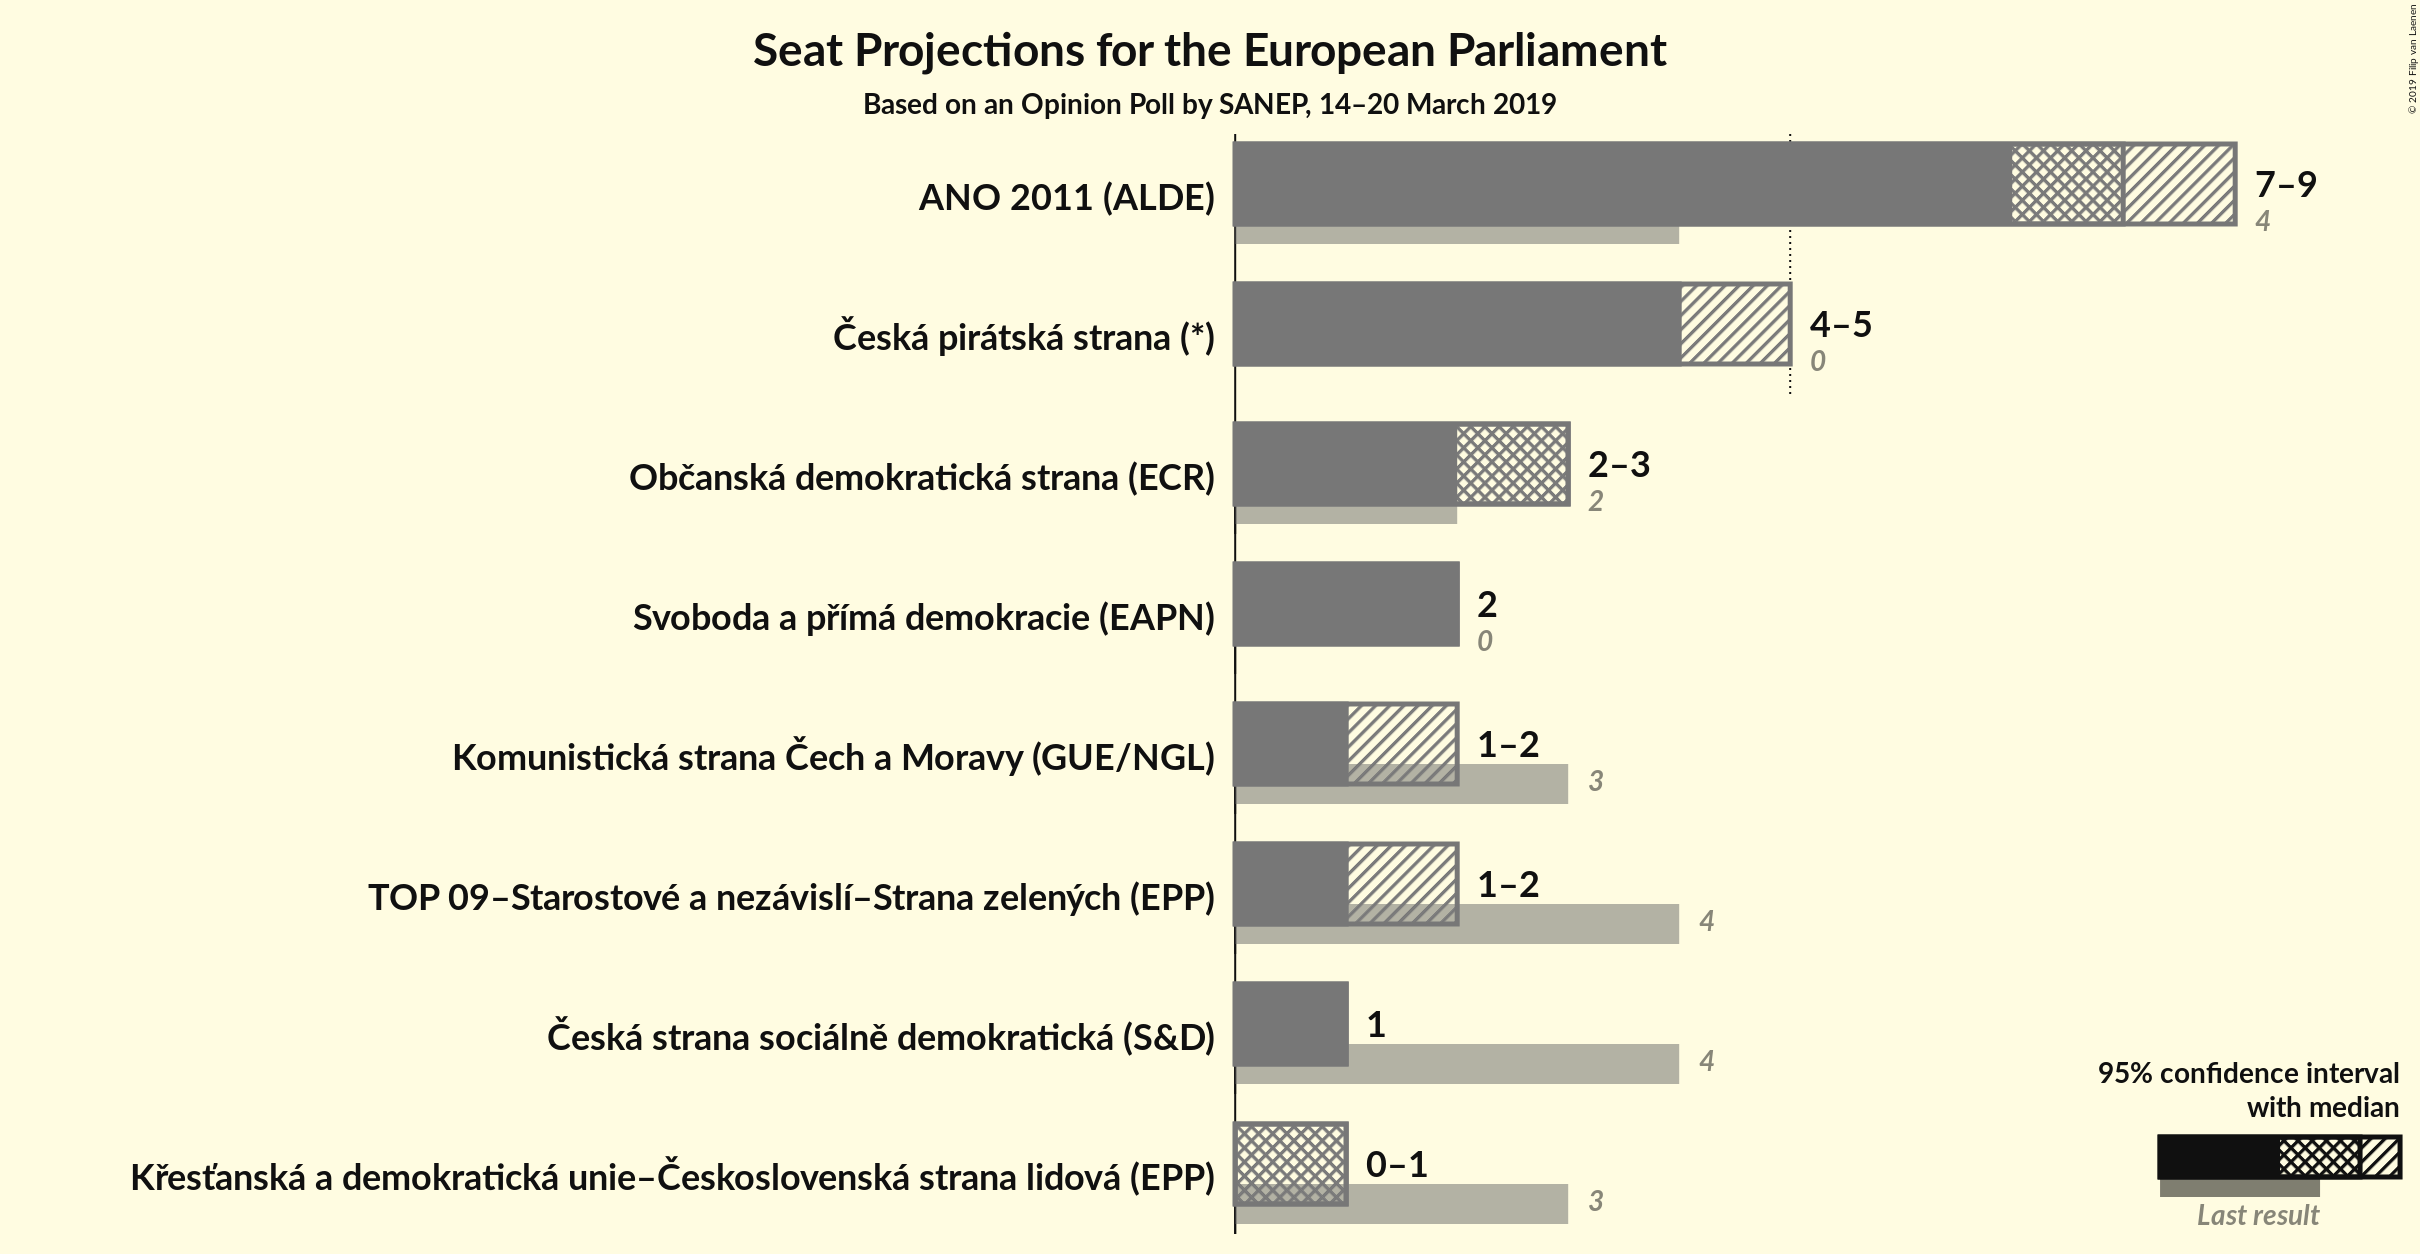 Seat Projections for the European Parliament
Based on an Opinion Poll by SANEP, 14–20 March 2019
© 2019 Filip van Laenen
ANO 2011 (ALDE)
7–9
4
Česká pirátská strana (*)
4–5
0
Občanská demokratická strana (ECR)
2–3
2
Svoboda a přímá demokracie (EAPN)
2
0
Komunistická strana Čech a Moravy (GUE/NGL)
1–2
3
TOP 09–Starostové a nezávislí–Strana zelených (EPP)
1–2
4
Česká strana sociálně demokratická (S&D)
1
4
Křesťanská a demokratická unie–Československá strana lidová (EPP)
0–1
3
95% confidence interval
with median
Last result